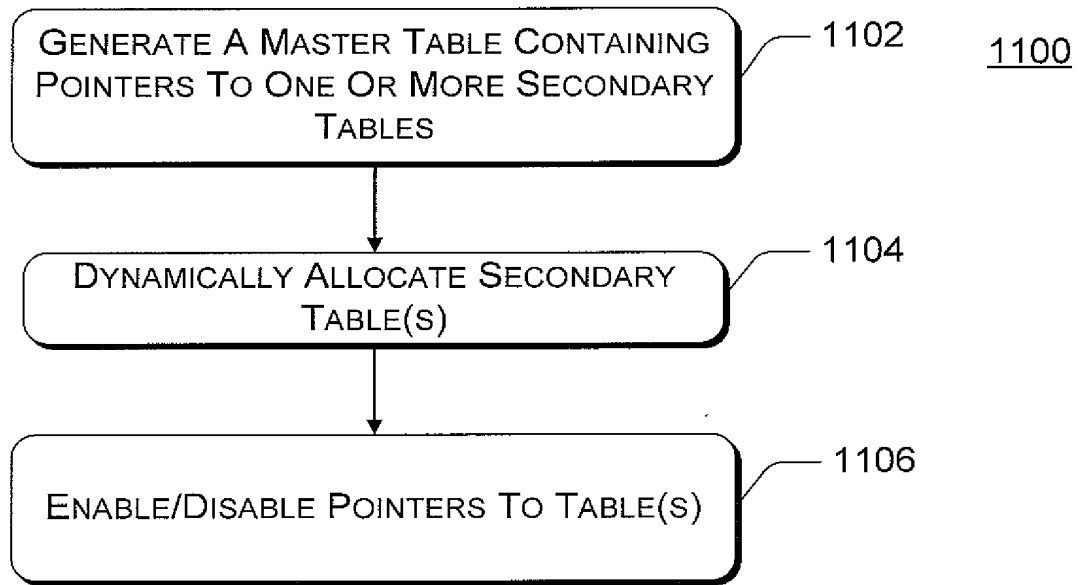 GENERATE A MASTER TABLE CONTAINING
POINTERS TO ONE OR MORE SECONDARY
TABLES
1102
1100
DYNAMICALLY ALLOCATE SECONDARY
TABLE(S)
1104
ENABLE/DISABLE POINTERS TO TABLE(S)
1106